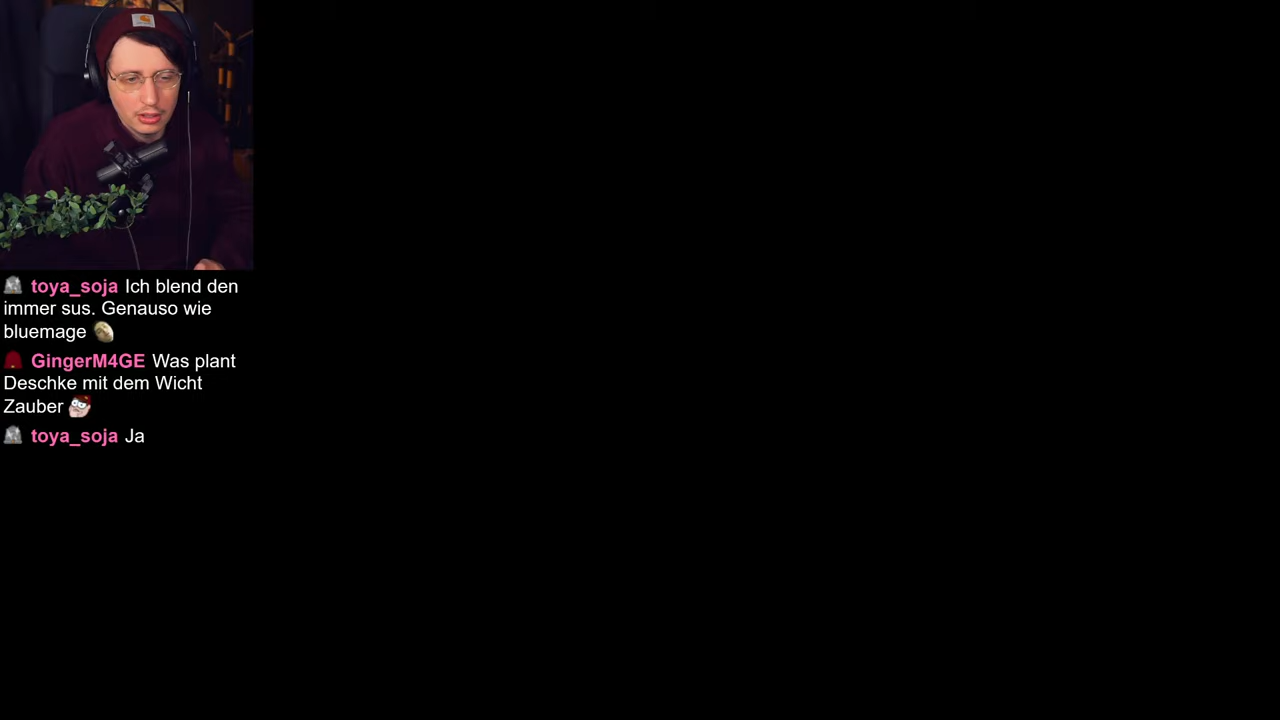 toya_soja Ich blend den
immer sus. Genauso wie
bluemage
GingerM4GE Was plant
Deschke mit dem Wicht
Zauber
toya_soja Ja